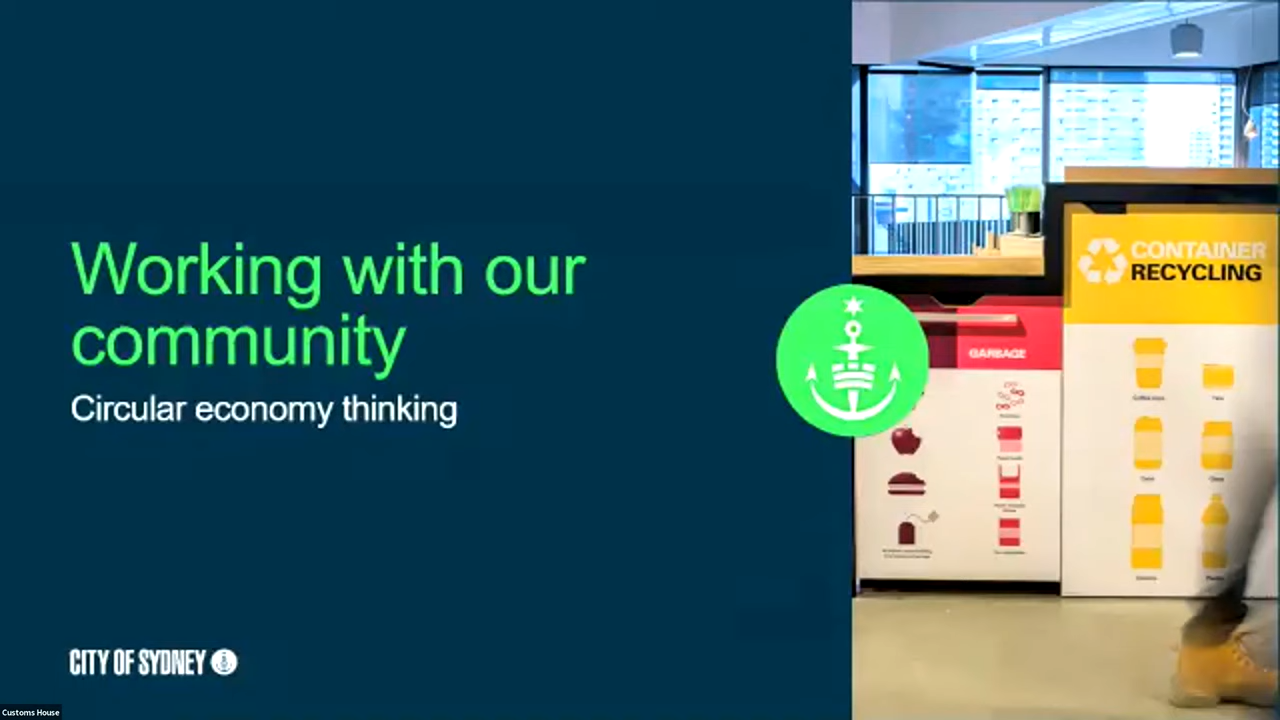 Working with our
community
Circular economy thinking
CITY OF SYDNEY
Customs House
GARBAGE
CONTAINER
RECYCLING